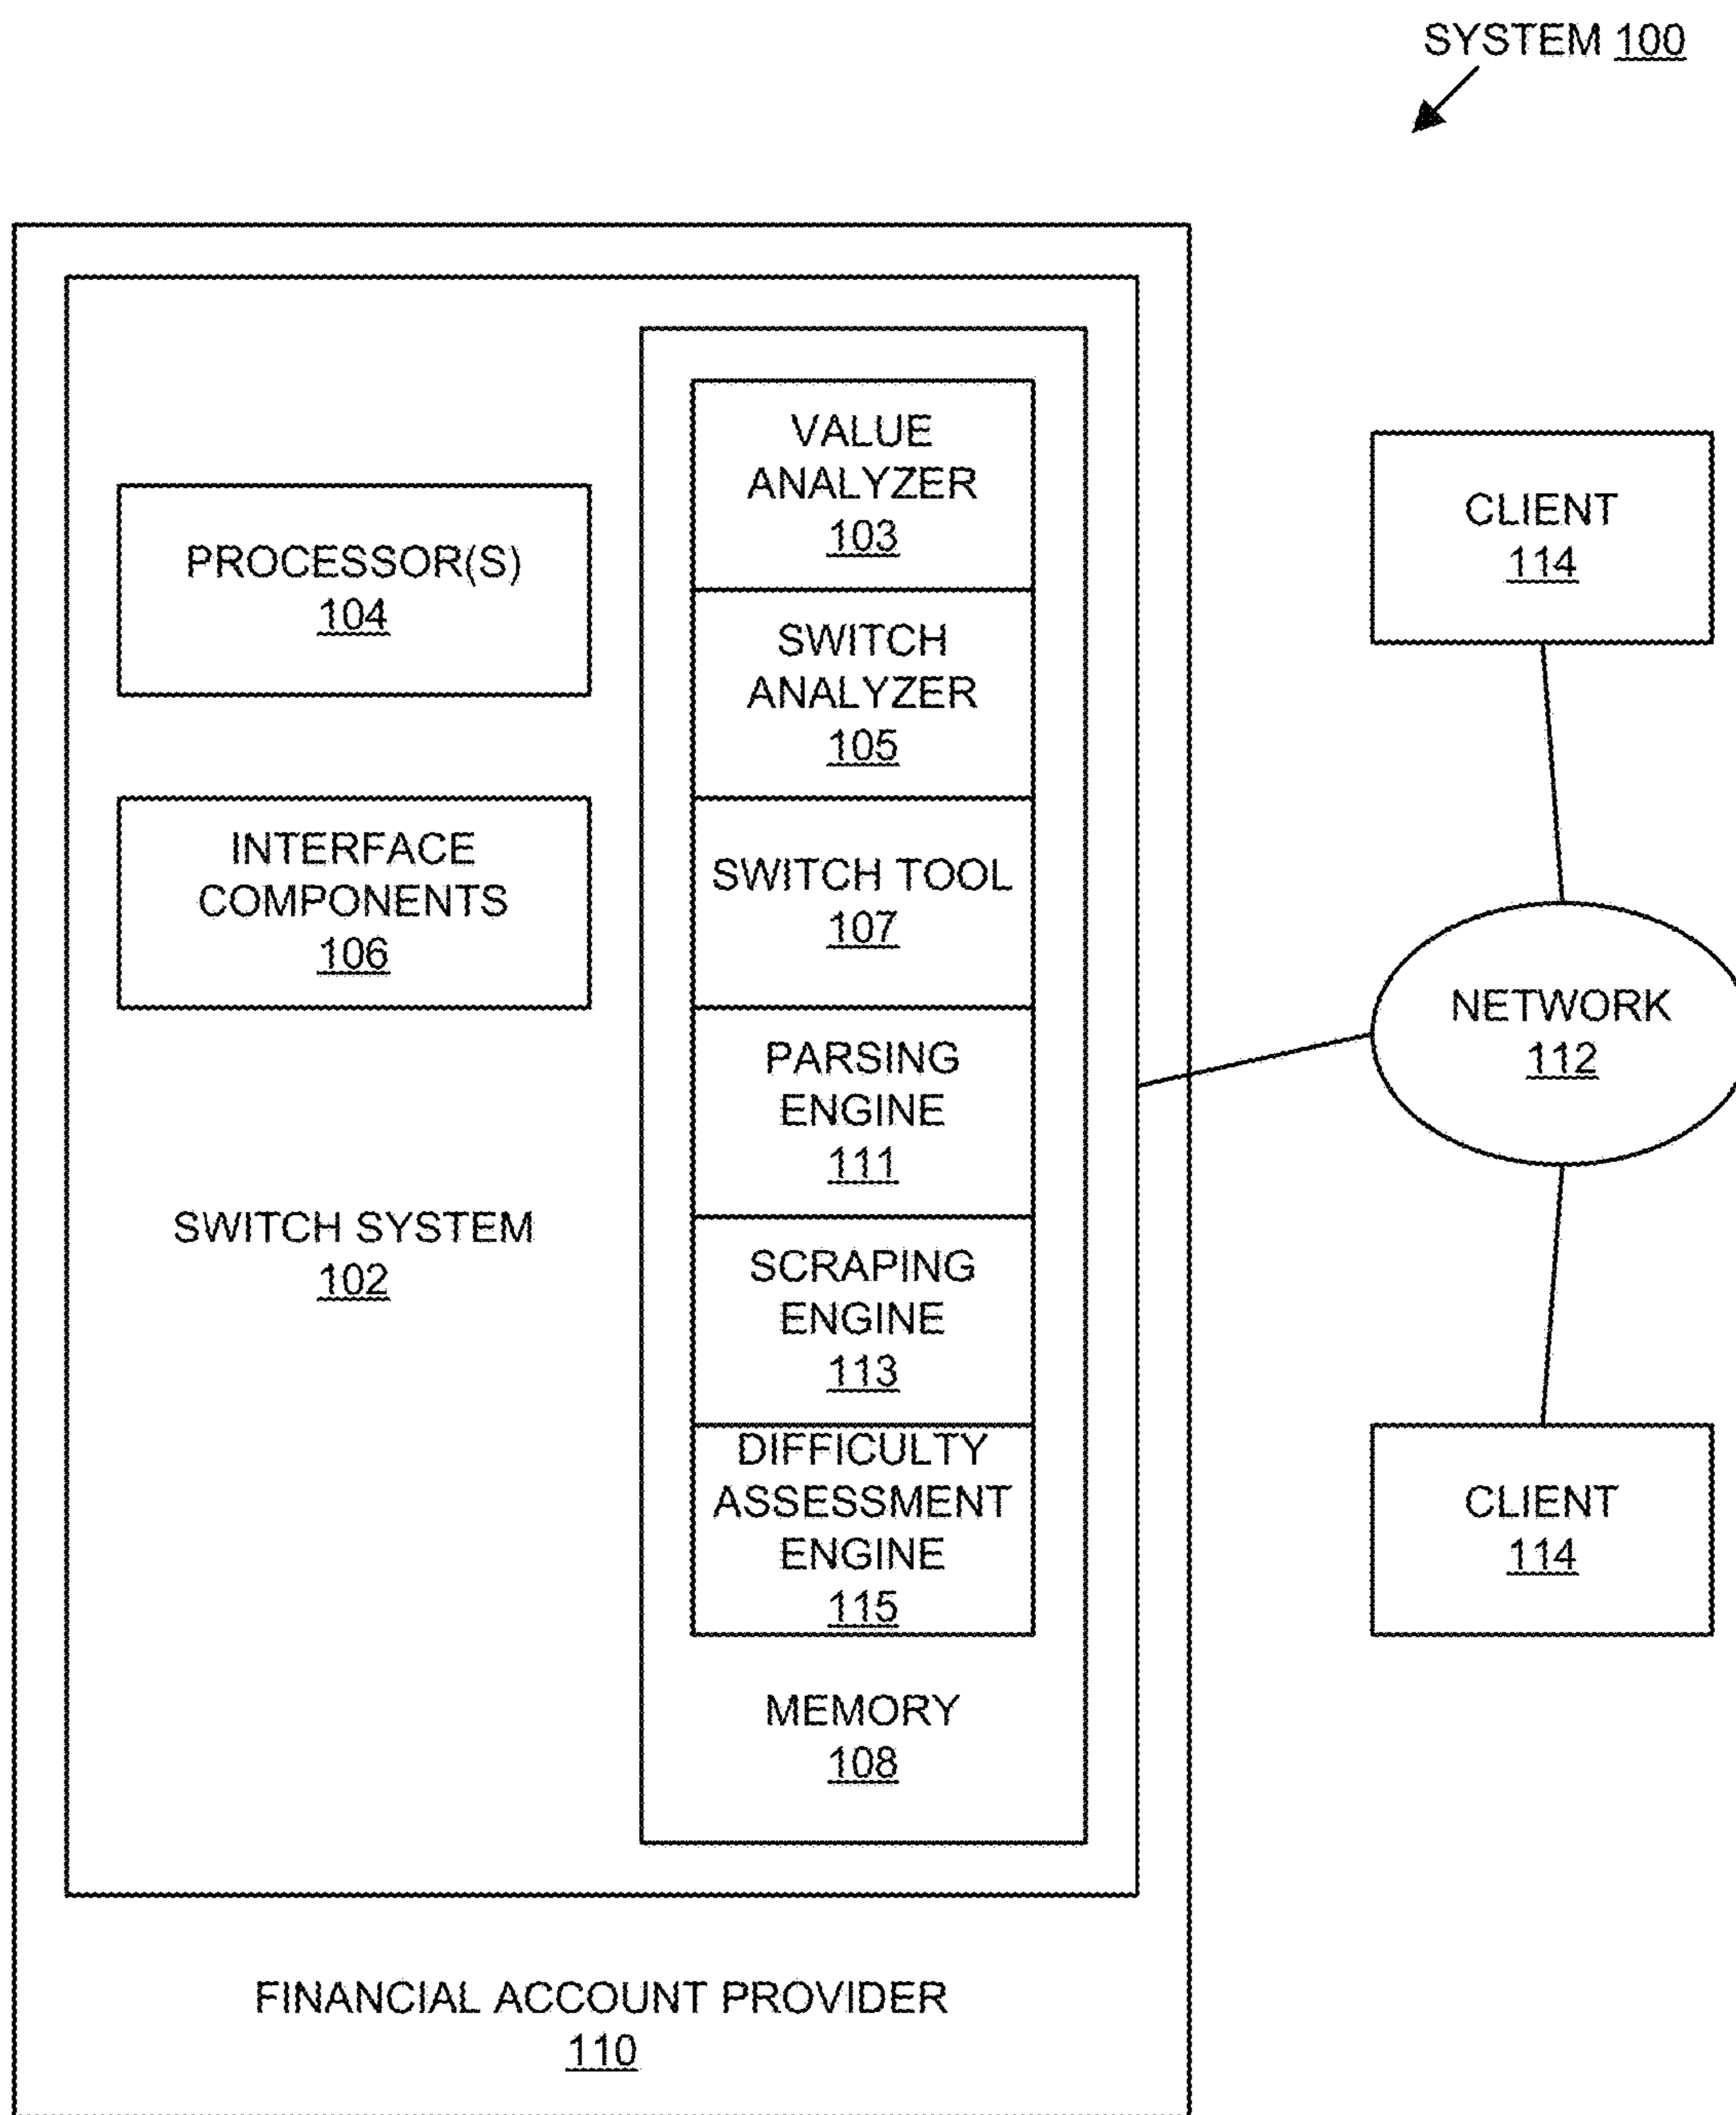 SYSTEM 100
VALUE
ANALYZER
103
PROCESSOR(S)
104
SWITCH
ANALYZER
105
INTERFACE
COMPONENTS
106
SWITCH TOOL
107
PARSING
ENGINE
111
SWITCH SYSTEM
102
SCRAPING
ENGINE
113
DIFFICULTY
ASSESSMENT
ENGINE
115
MEMORY
108
FINANCIAL ACCOUNT PROVIDER
110
CLIENT
114
NETWORK
112
CLIENT
114